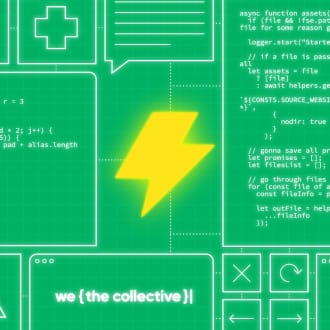 async function assets(
if (file && !fse.pat
file for some reason g
logger.start("Starte
// if a file is pass
all
let assets = file
? [file]
: await helpers.ge
`${CONSTS.SOURCE_WEBSI
*}`,
{
nodir: true
}
);
// gonna save all pr
let promises = [];
let filesList = [];
// go through files
for (const file of a
const fileInfo = p
let outFile = help
...fileInfo
});
r = 3
d * 2; j++) {
5)) {
pad + alias.length
we {the collective}|